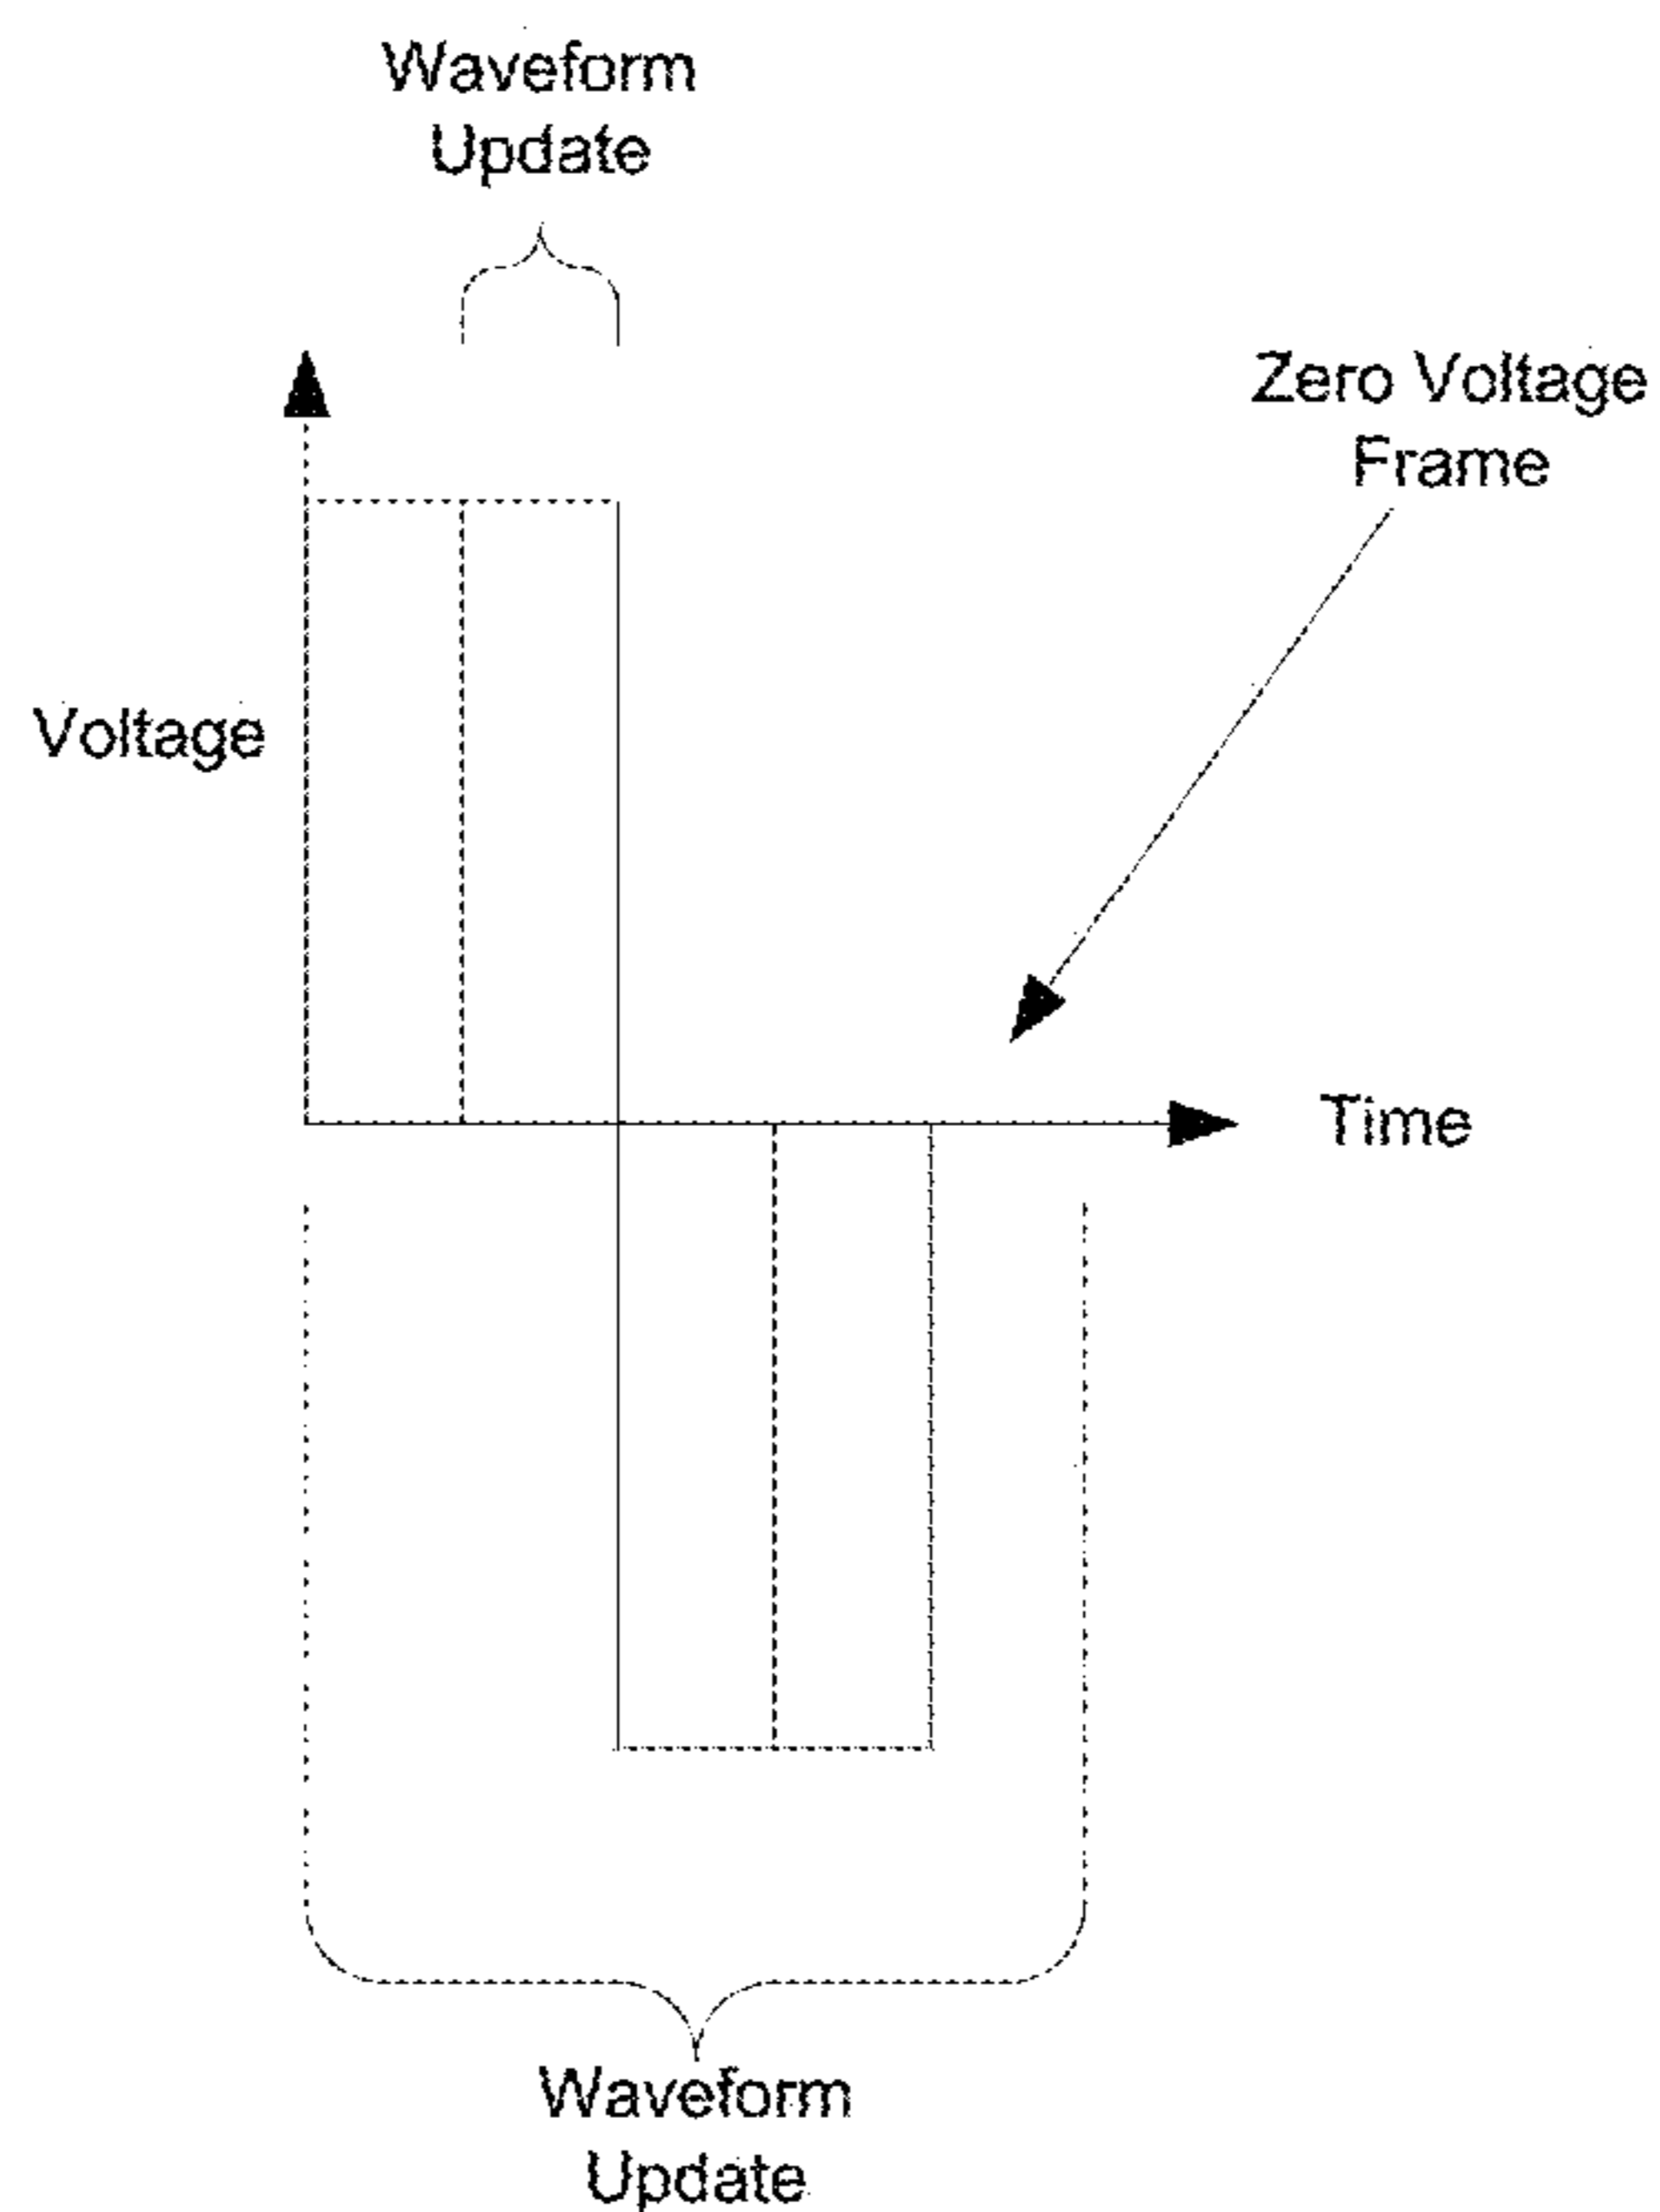 Waveform
Update
Zero Voltage
Frame
Voltage
Time
Waveform
Update